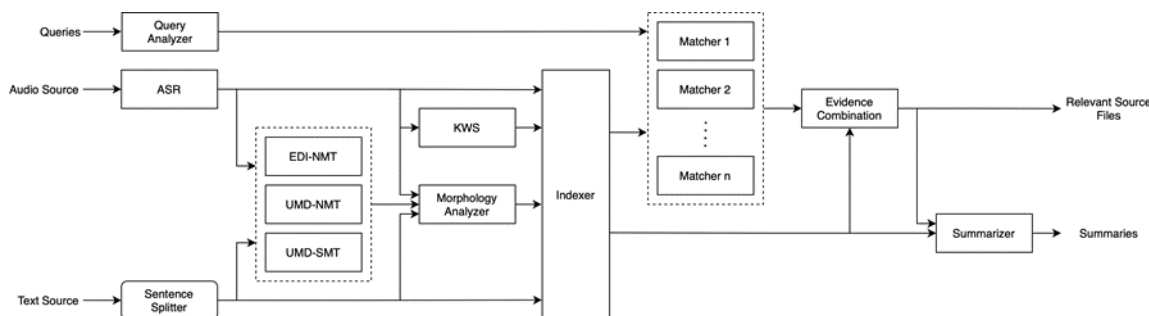 Queries
Query
Analyzer
Matcher 1
Audio Source
ASR
Matcher 2
Evidence
Combination
Relevant Source
Files
KWS
EDI-NMT
Matcher n
UMD-NMT
Morphology
Analyzer
Indexer
UMD-SMT
Summarizer
Summaries
Text Source
Sentence
Splitter